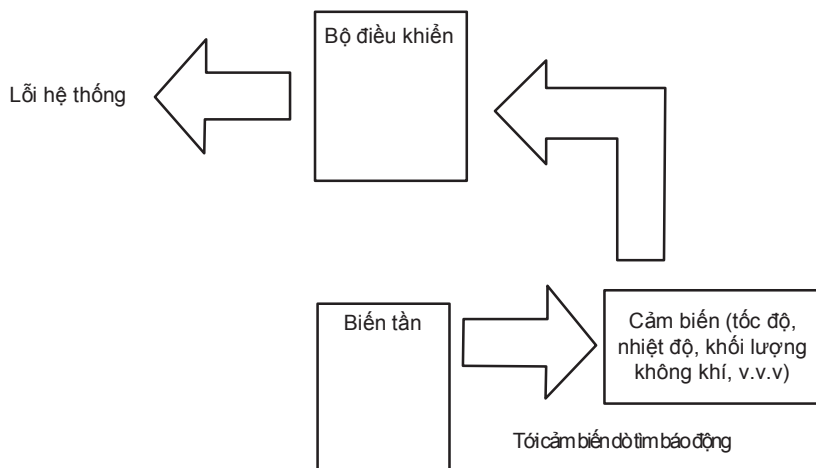 Bộ điều khiển
Lỗi hệ thống
Biến tần
Cảm biến (tốc độ,
nhiệt độ, khối lượng
không khí, v.v.v)
Tới cảm biến dò tìm báo động